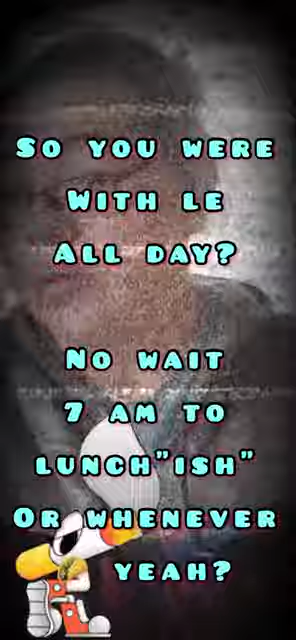 So you were
With le
All day?
No wait
7 am to
lunch"ish"
Or whenever
yeah?